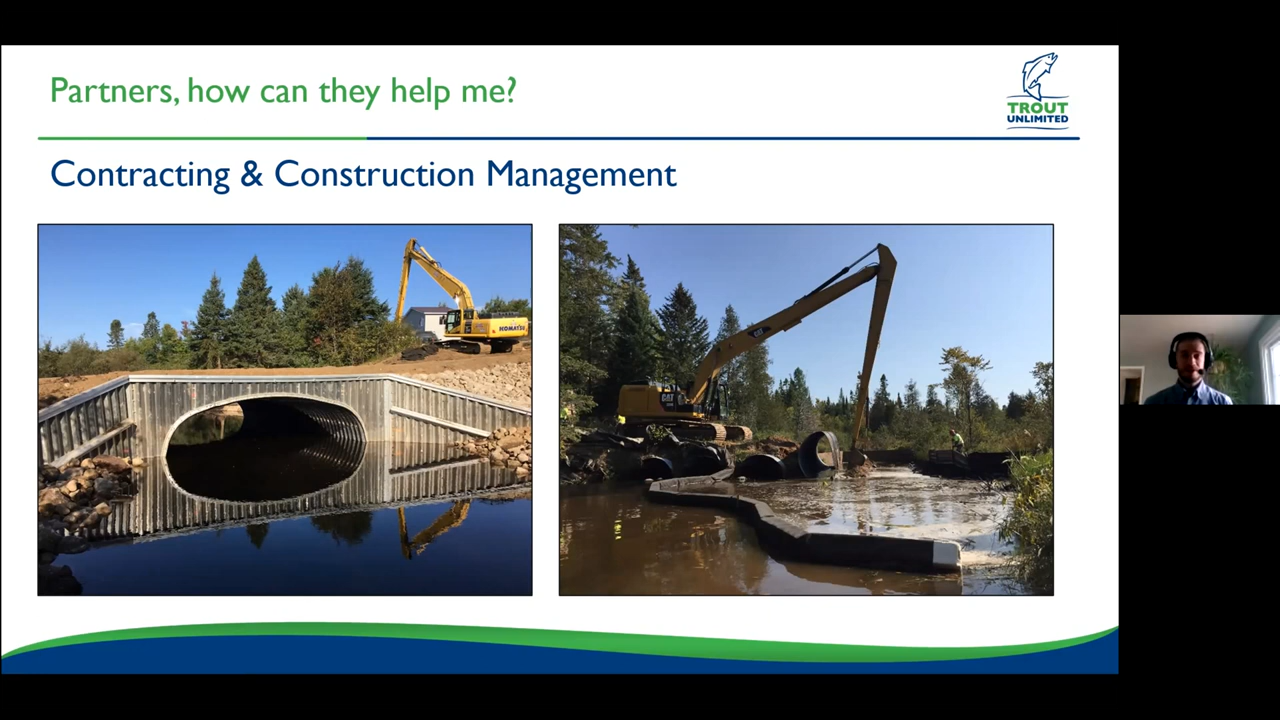 Partners, how can they help me?
TROUT
UNLIMITED
Contracting & Construction Management
KOMATSU
CAT